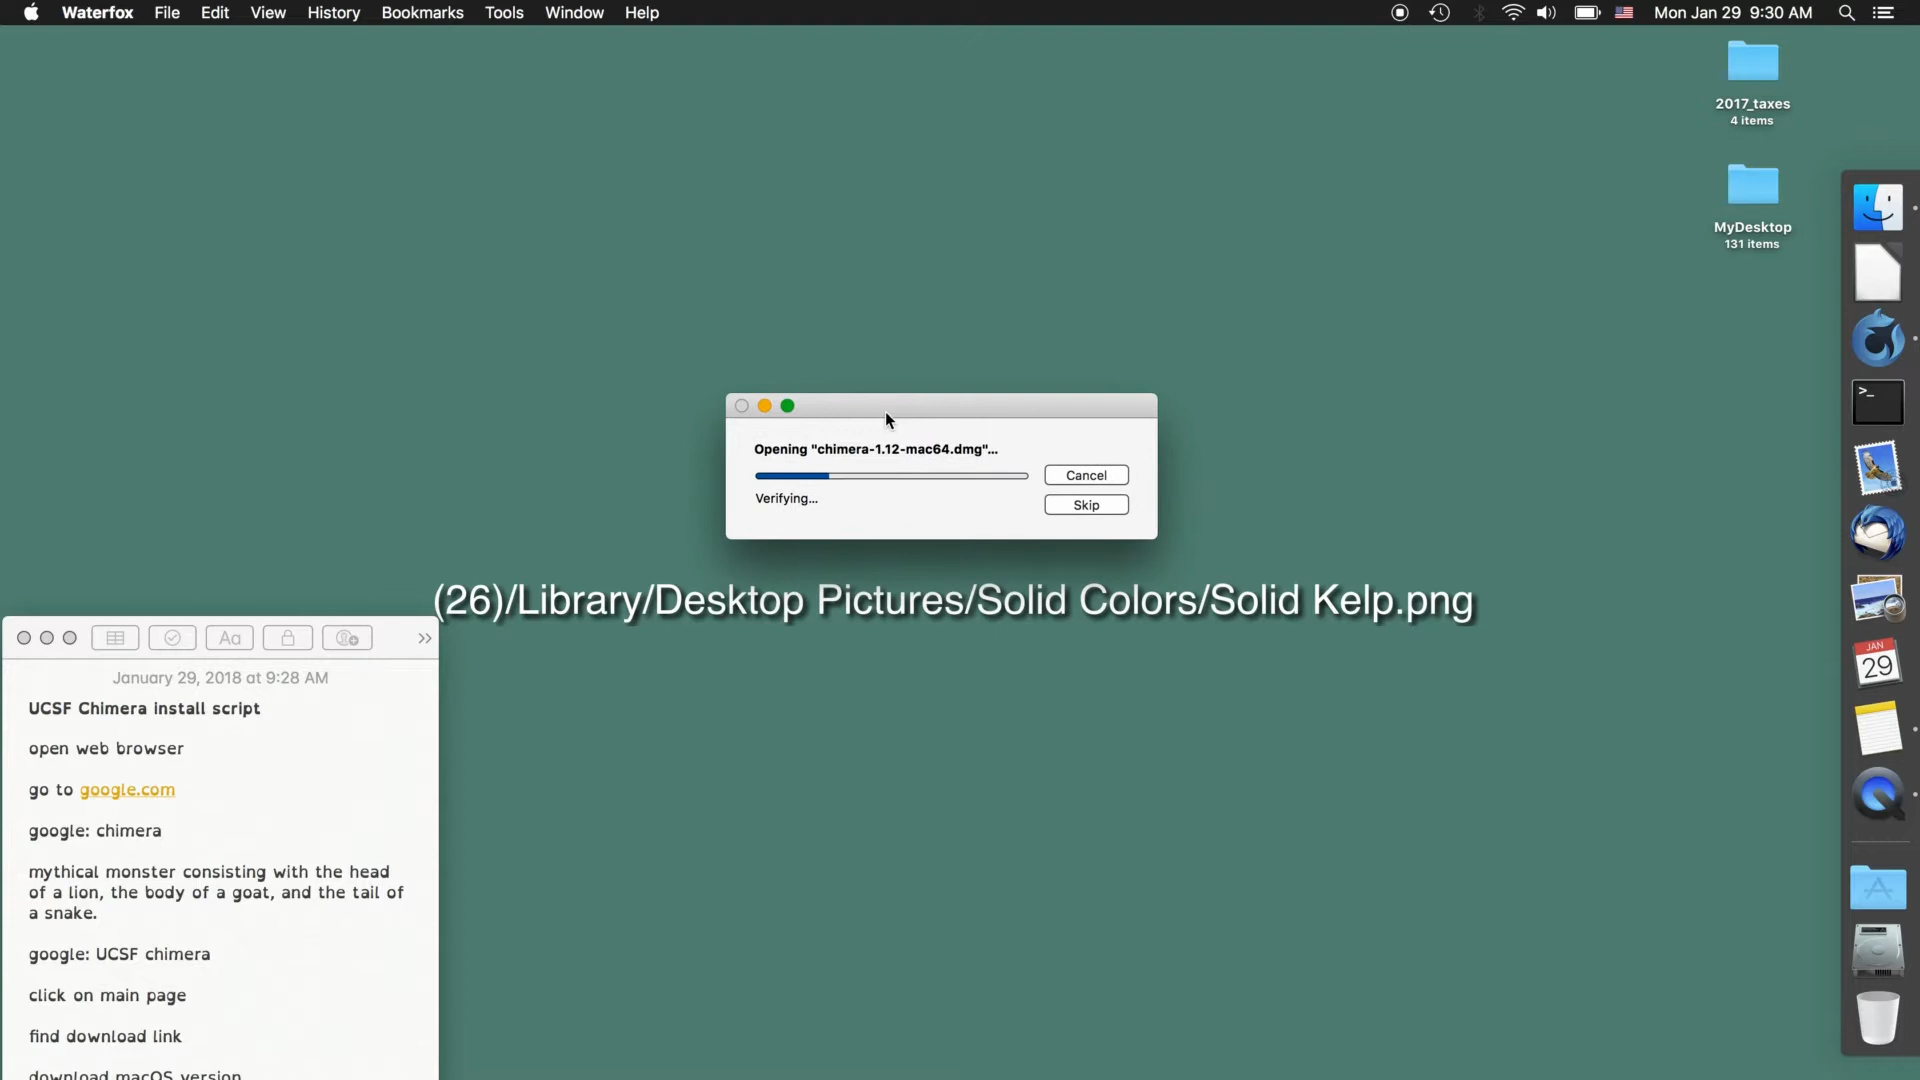 Waterfox File Edit View History Bookmarks Tools Window Help Mon Jan 29 9:30 AM
2017_taxes
4 items
MyDesktop
131 items
>_
Opening "chimera-1.12-mac64.dmg"...
Cancel
Verifying...
Skip
(26)/Library/Desktop Pictures/Solid Colors/Solid Kelp.png
Aa
January 29, 2018 at 9:28 AM
UCSF Chimera install script
open web browser
go to google.com
google: chimera
mythical monster consisting with the head
of a lion, the body of a goat, and the tail of
a snake.
google: UCSF chimera
click on main page
find download link
download macOS version
JAN
29